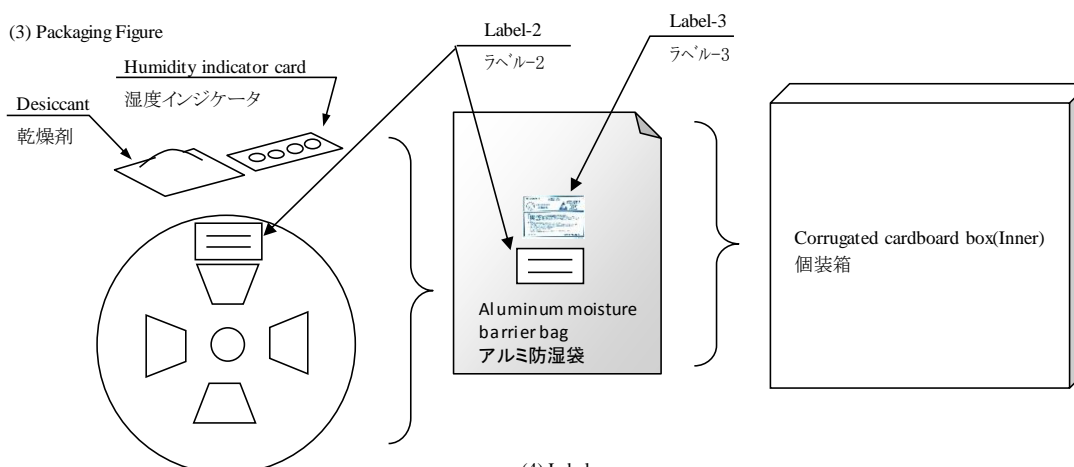 (3) Packaging Figure
Label-2
ラベル-2
Label-3
ラベル-3
Humidity indicator card
湿度インジケータ
Desiccant
乾燥剤
Corrugated cardboard box(Inner)
個装箱
Aluminum moisture
barrier bag
アルミ防湿袋